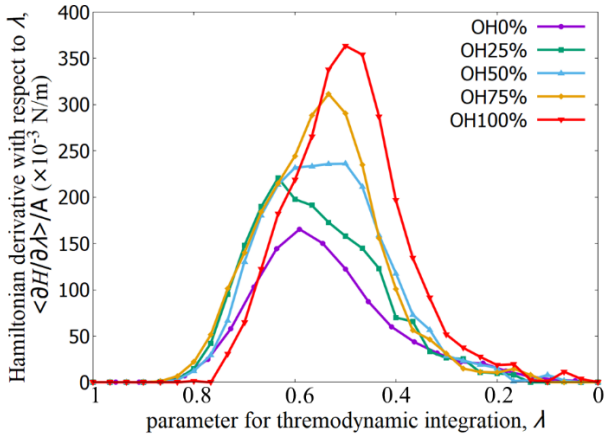 Hamiltonian derivative with respect to λ,
<∂H/∂λ>/A (×10⁻³ N/m)
400
350
300
250
200
150
100
50
0
OH0%
OH25%
OH50%
OH75%
OH100%
1 0.8 0.6 0.4 0.2 0
parameter for thremodynamic integration, λ